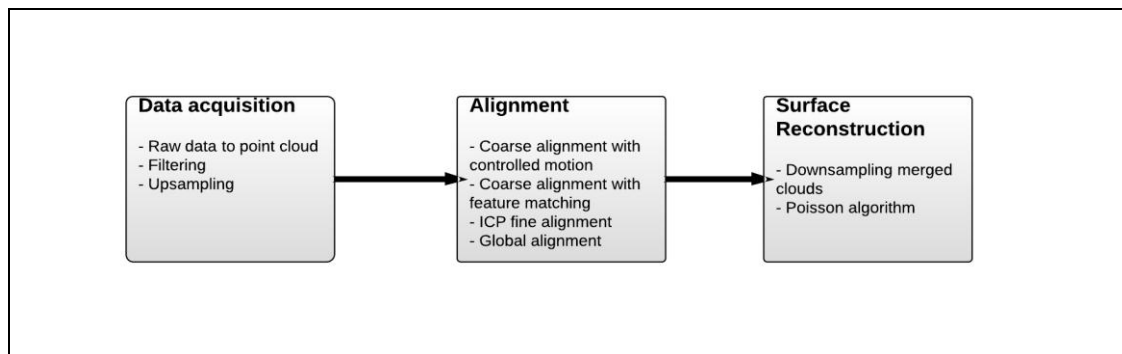 Data acquisition
- Raw data to point cloud
- Filtering
- Upsampling
Alignment
- Coarse alignment with
controlled motion
- Coarse alignment with
feature matching
- ICP fine alignment
- Global alignment
Surface
Reconstruction
- Downsampling merged
clouds
- Poisson algorithm